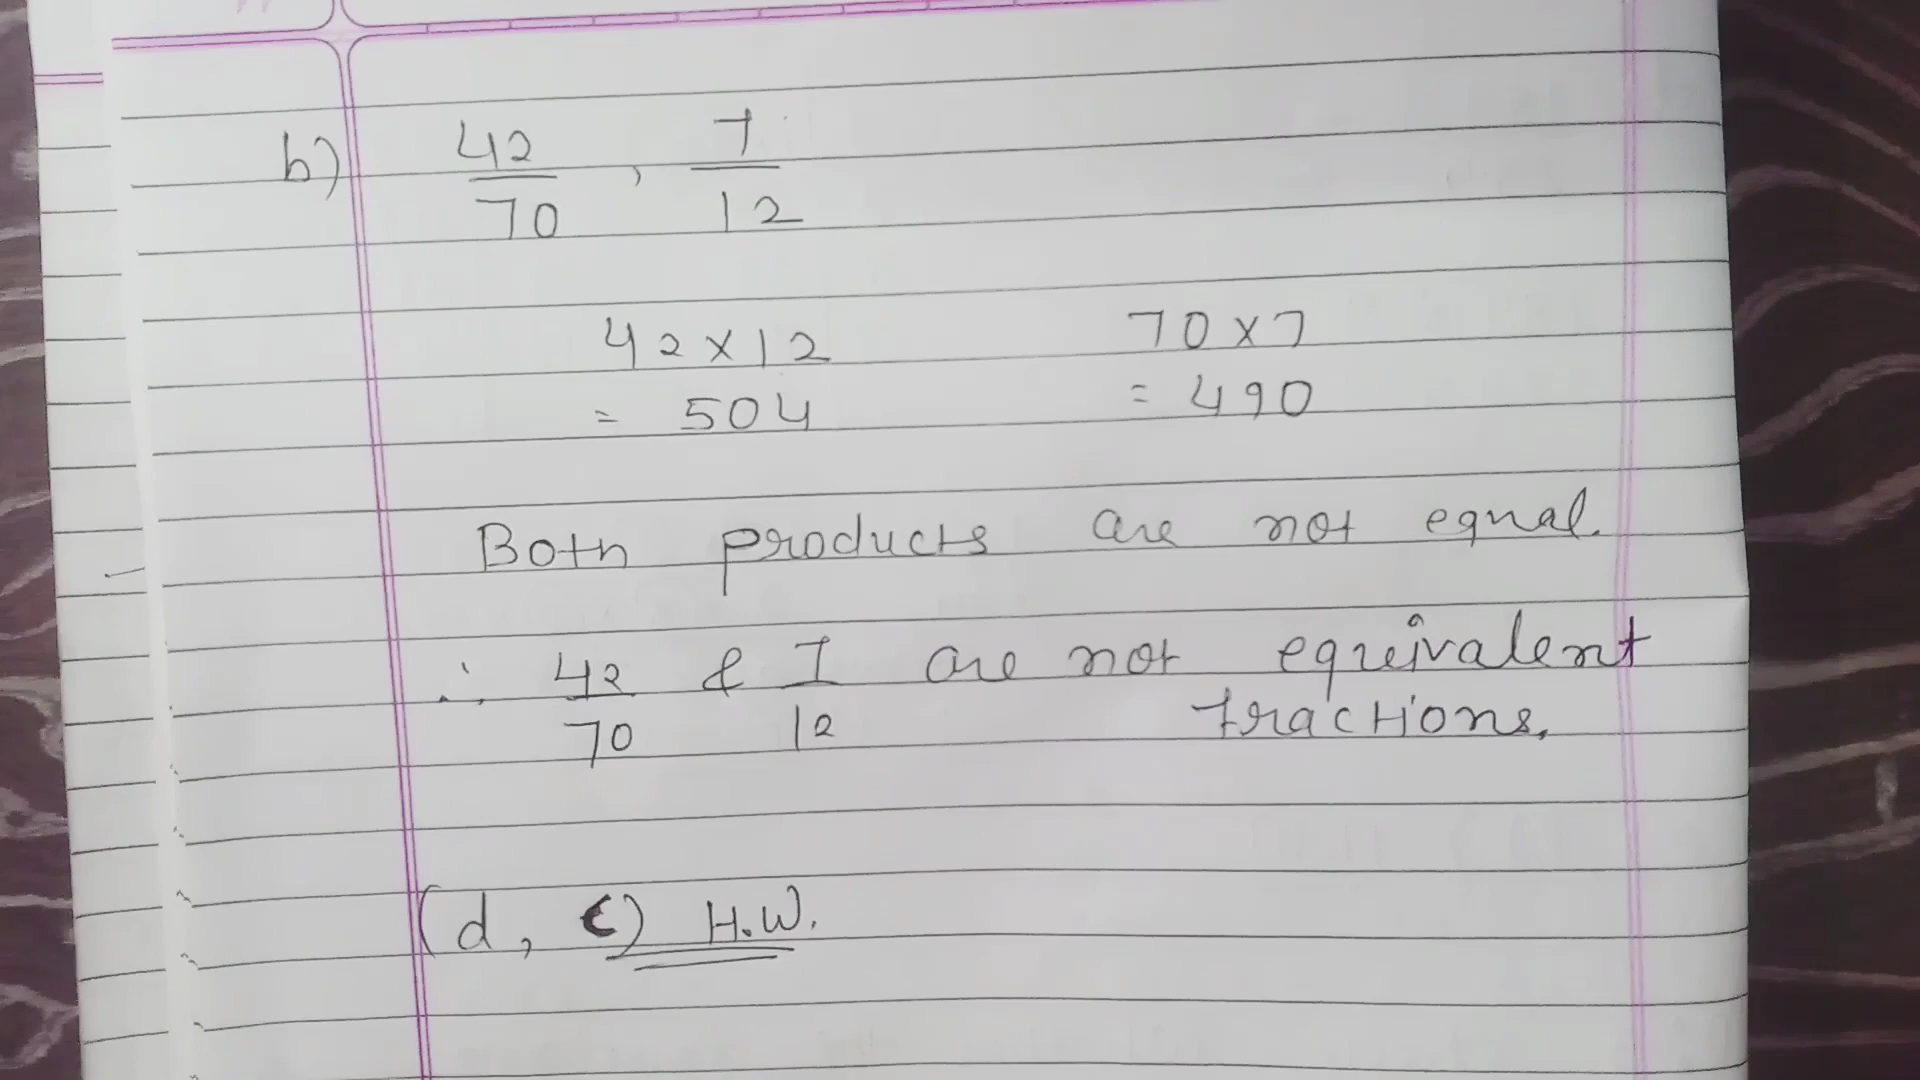 b) 42/70 , 7/12
42 x 12 70 x 7
= 504 = 490
Both products are not equal.
∴ 42/70 & 7/12 are not equivalent
fractions.
(d, c) H.W.